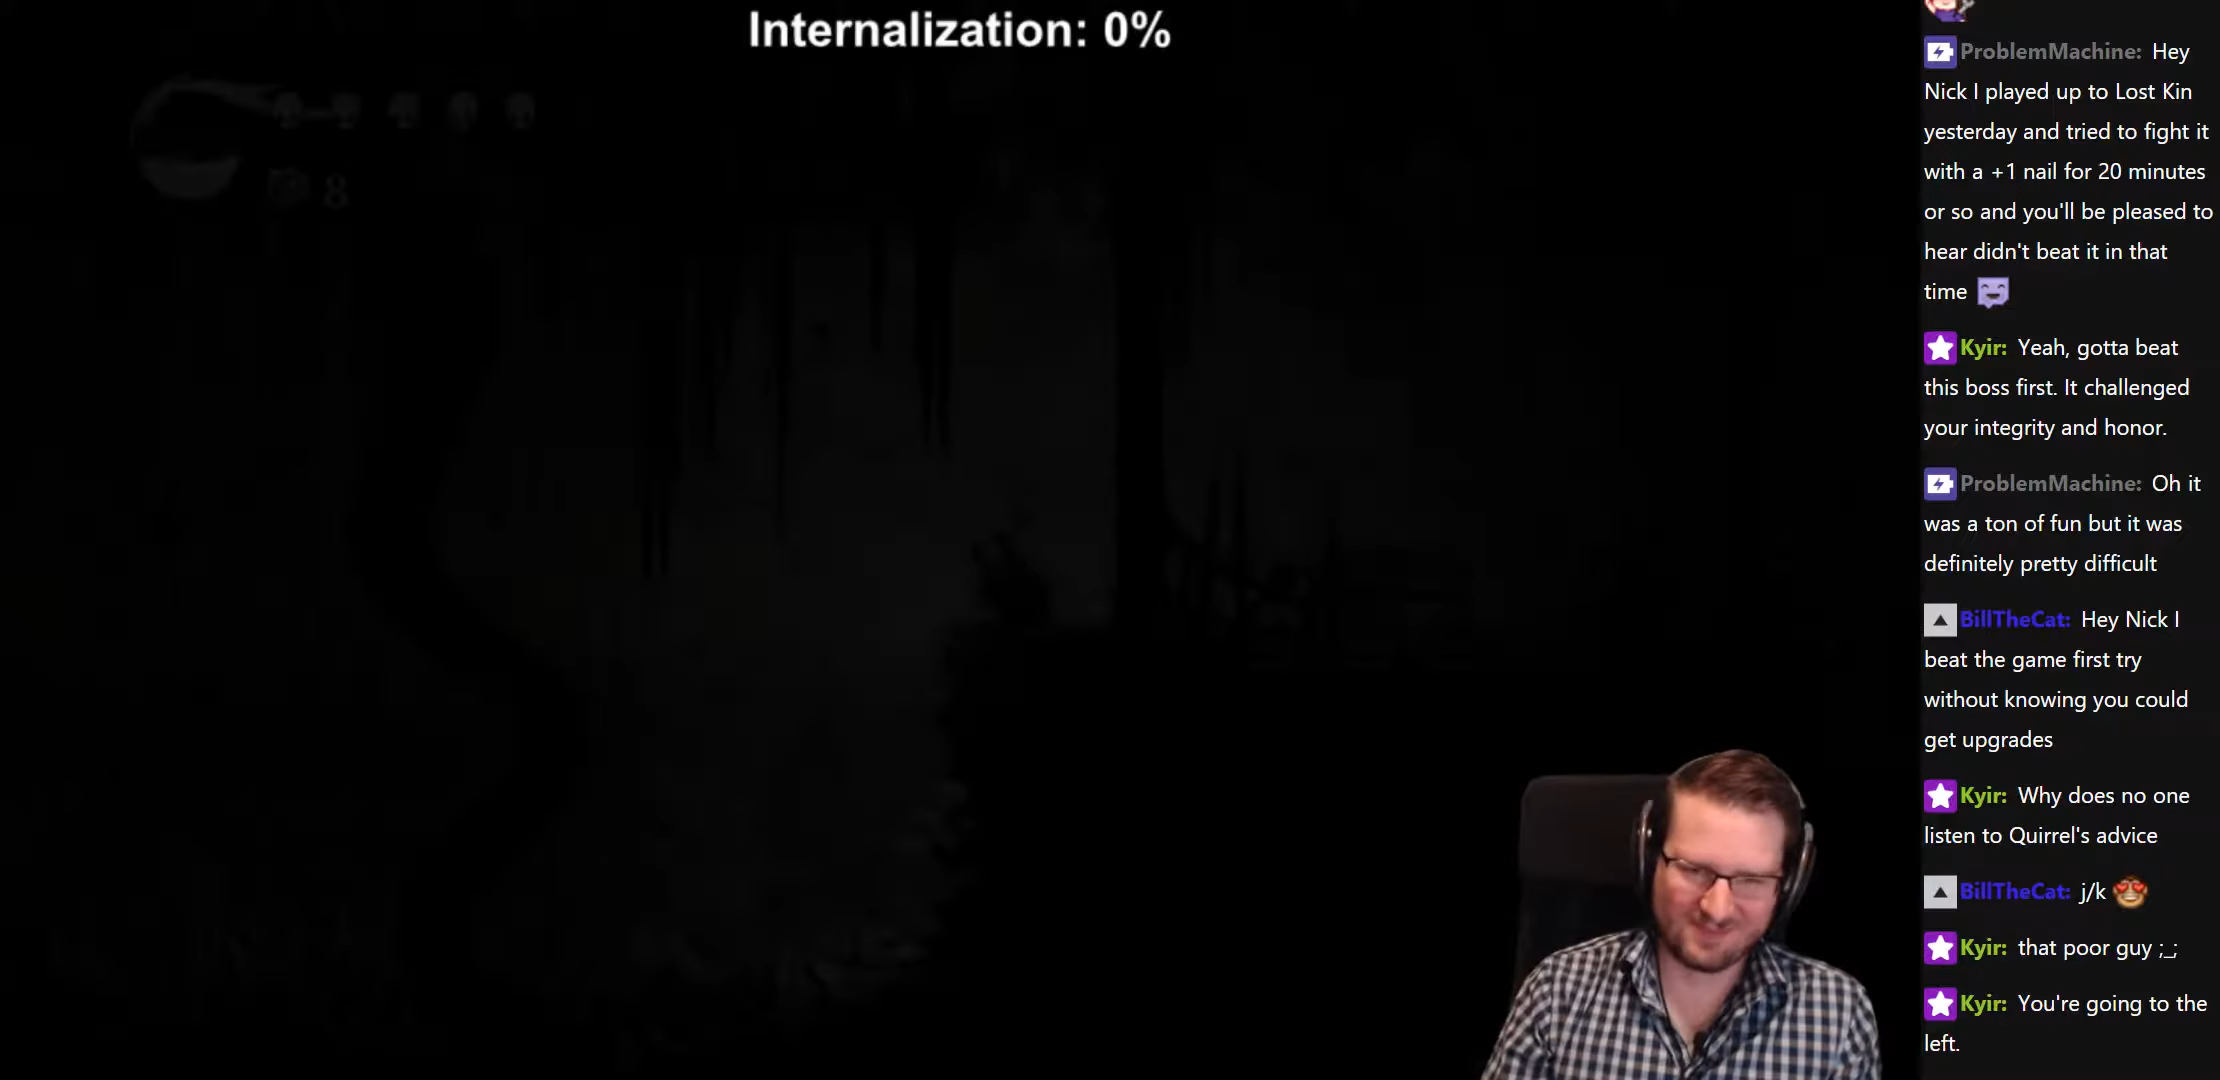 Internalization: 0%
8
ProblemMachine: Hey
Nick I played up to Lost Kin
yesterday and tried to fight it
with a +1 nail for 20 minutes
or so and you'll be pleased to
hear didn't beat it in that
time
Kyir: Yeah, gotta beat
this boss first. It challenged
your integrity and honor.
ProblemMachine: Oh it
was a ton of fun but it was
definitely pretty difficult
BillTheCat: Hey Nick I
beat the game first try
without knowing you could
get upgrades
Kyir: Why does no one
listen to Quirrel's advice
BillTheCat: j/k
Kyir: that poor guy ;_;
Kyir: You're going to the
left.